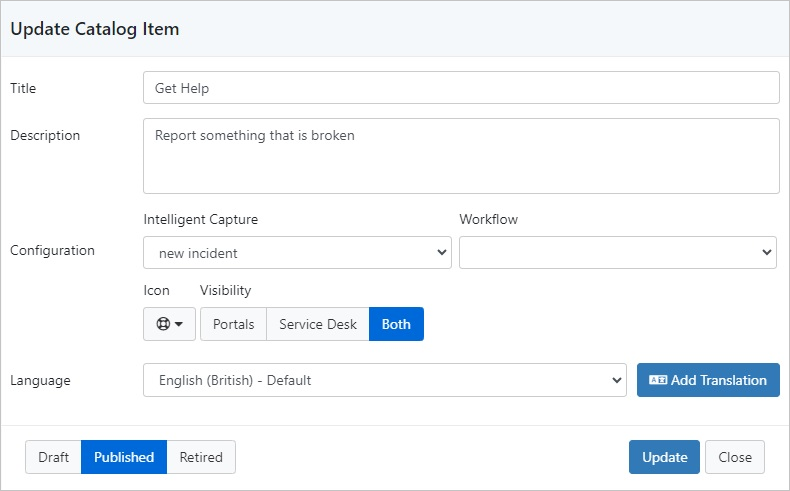 Update Catalog Item
Title
Get Help
Description
Report something that is broken
Intelligent Capture
Workflow
Configuration
new incident
Icon
Visibility
Portals
Service Desk
Both
Language
English (British) - Default
Add Translation
Draft
Published
Retired
Update
Close